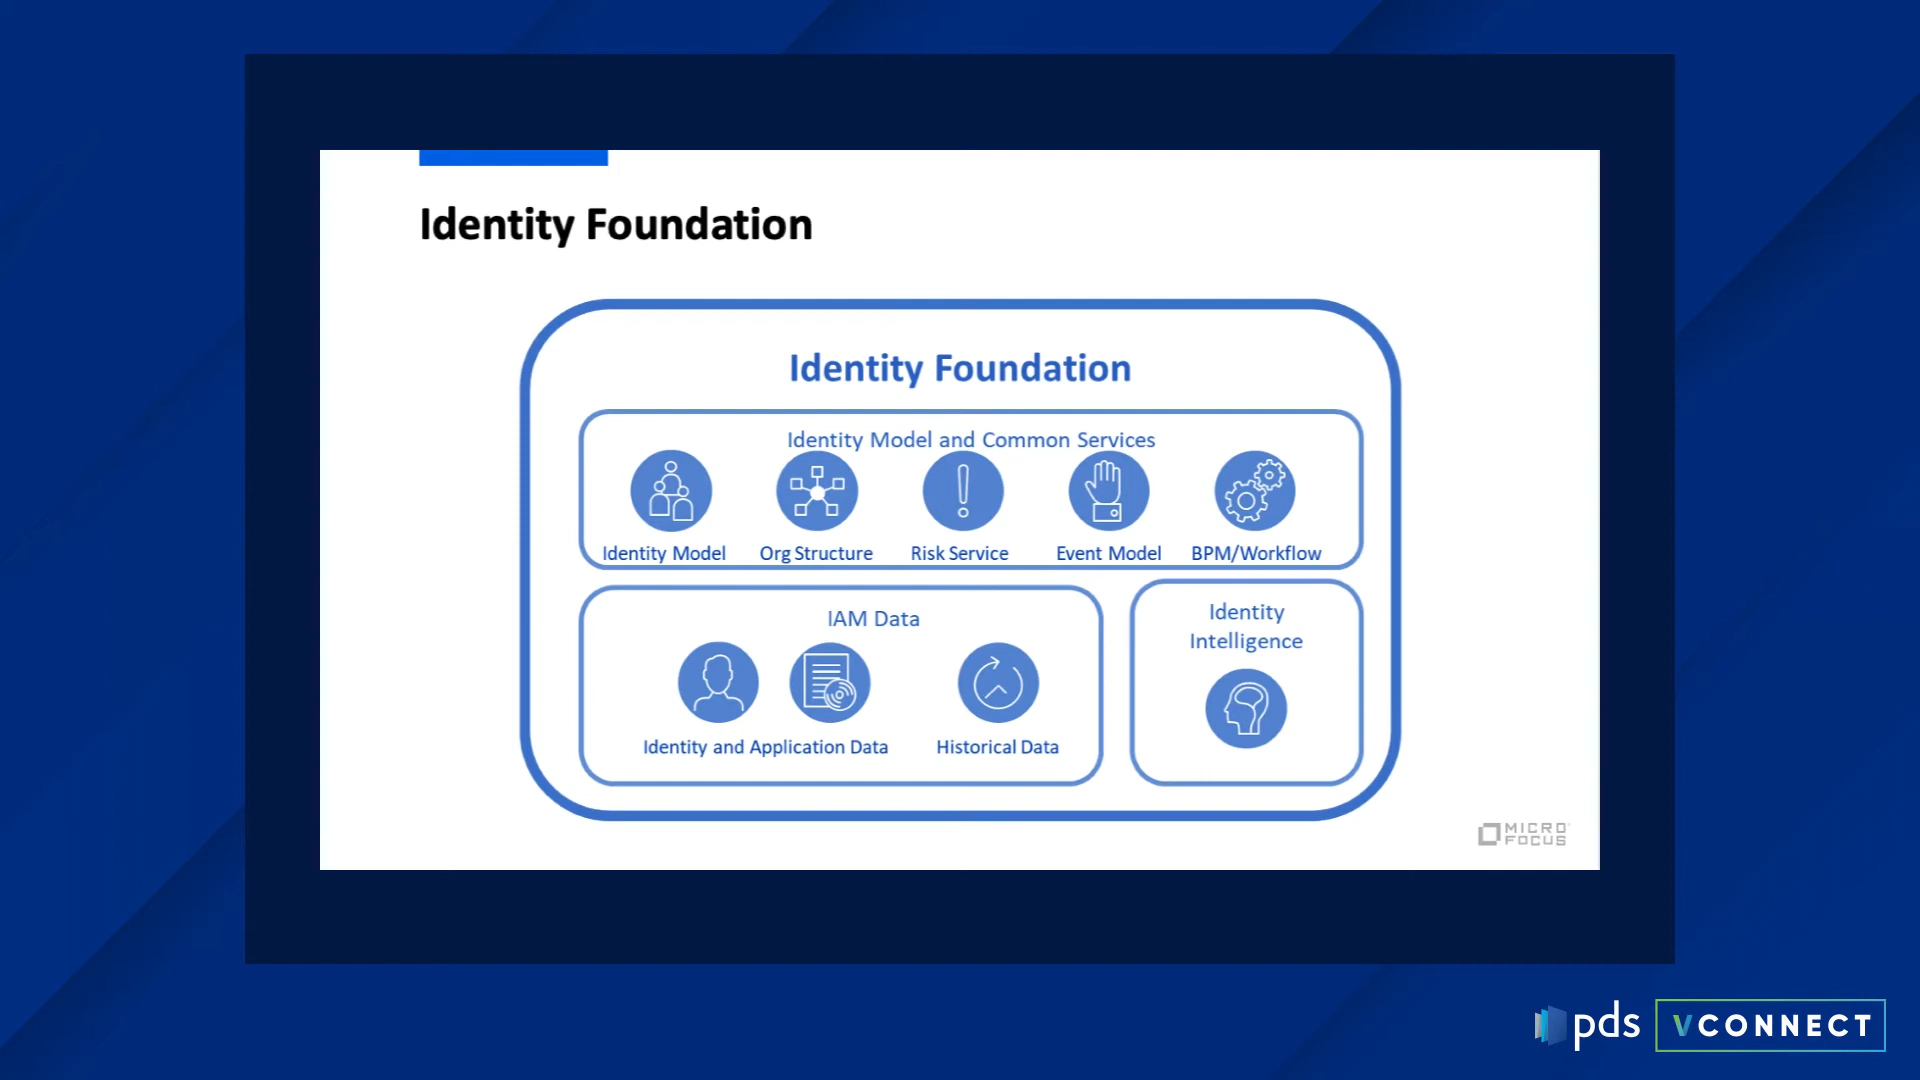 Identity Foundation
Identity Foundation
Identity Model and Common Services
Identity Model
Org Structure
Risk Service
Event Model
BPM/Workflow
IAM Data
Identity and Application Data
Historical Data
Identity
Intelligence
MICRO
FOCUS
pds
VCONNECT